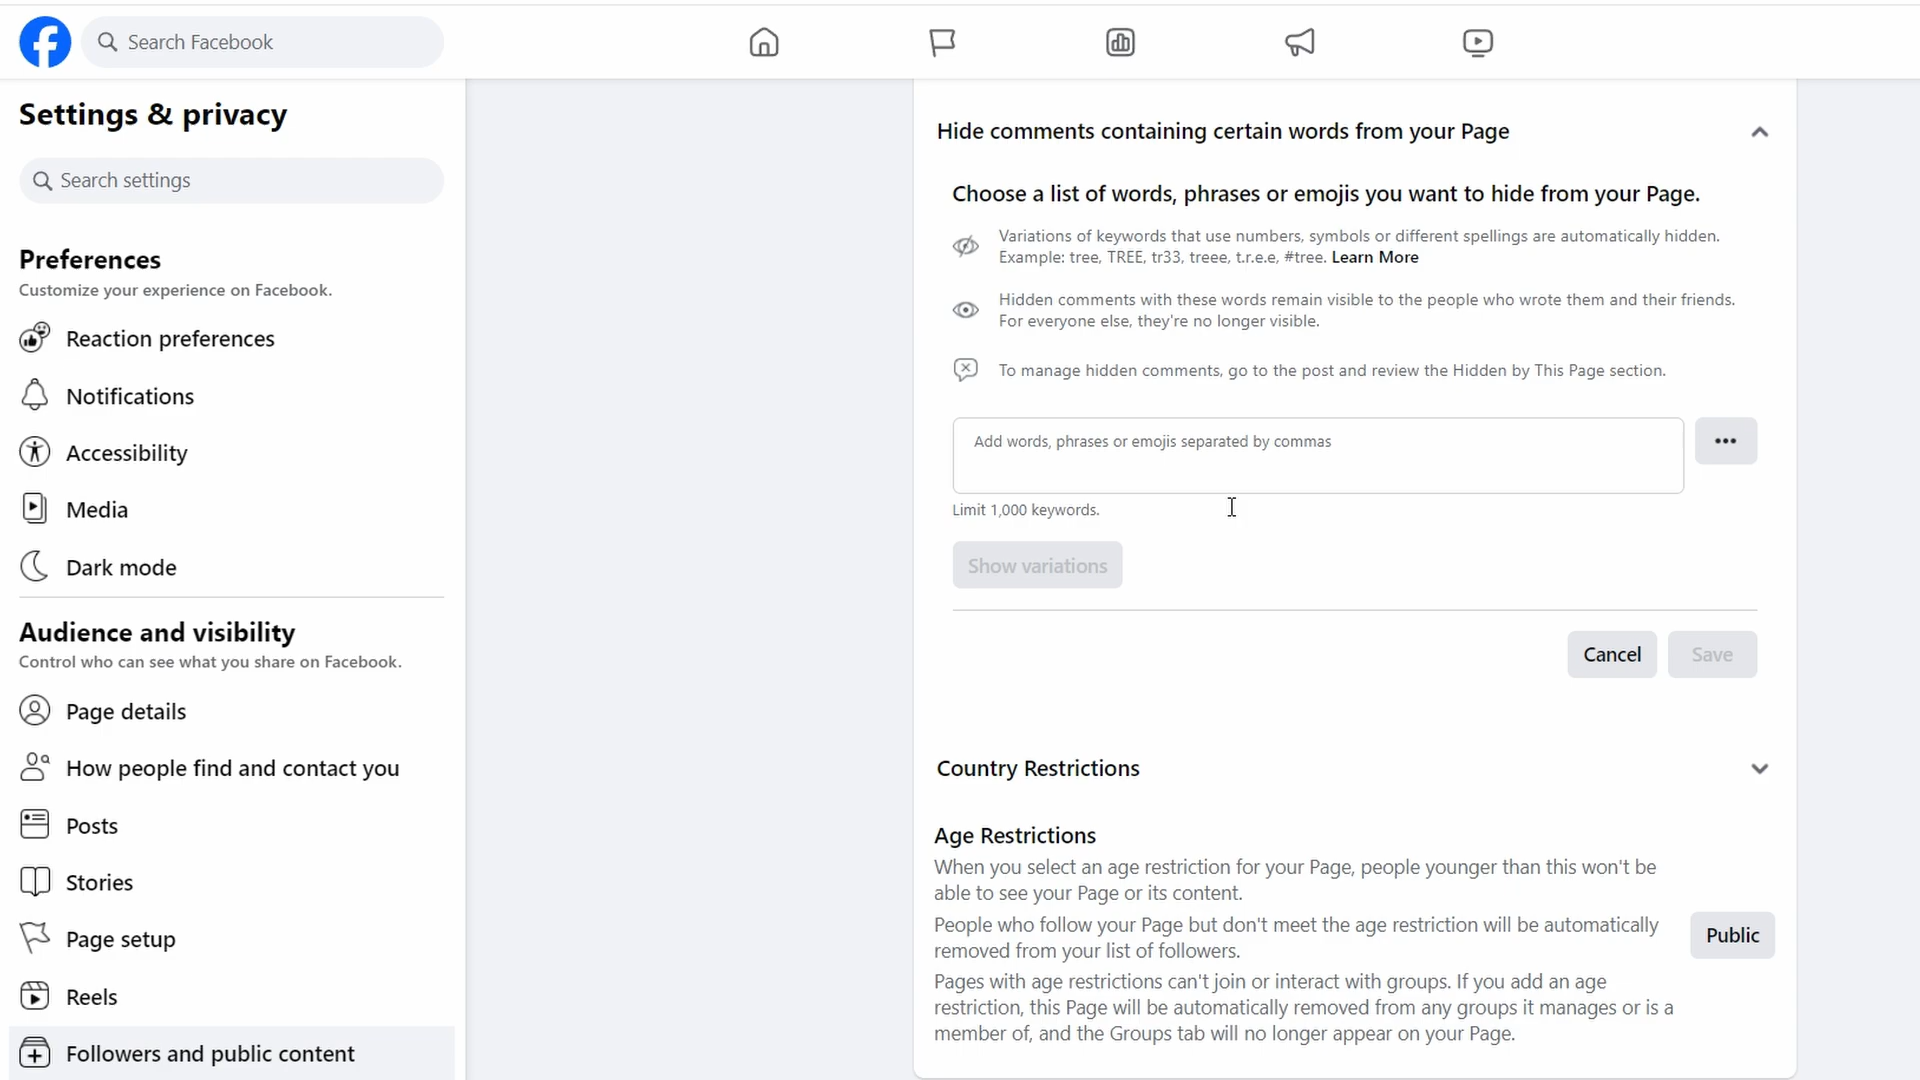 Search Facebook
Settings & privacy
Search settings
Preferences
Customize your experience on Facebook.
Reaction preferences
Notifications
Accessibility
Media
Dark mode
Audience and visibility
Control who can see what you share on Facebook.
Page details
How people find and contact you
Posts
Stories
Page setup
Reels
Followers and public content
Hide comments containing certain words from your Page
Choose a list of words, phrases or emojis you want to hide from your Page.
Variations of keywords that use numbers, symbols or different spellings are automatically hidden.
Example: tree, TREE, tr33, treee, t.r.e.e, #tree. Learn More
Hidden comments with these words remain visible to the people who wrote them and their friends.
For everyone else, they're no longer visible.
To manage hidden comments, go to the post and review the Hidden by This Page section.
Add words, phrases or emojis separated by commas
Limit 1,000 keywords.
Show variations
Cancel
Save
Country Restrictions
Age Restrictions
When you select an age restriction for your Page, people younger than this won't be
able to see your Page or its content.
People who follow your Page but don't meet the age restriction will be automatically
removed from your list of followers.
Public
Pages with age restrictions can't join or interact with groups. If you add an age
restriction, this Page will be automatically removed from any groups it manages or is a
member of, and the Groups tab will no longer appear on your Page.